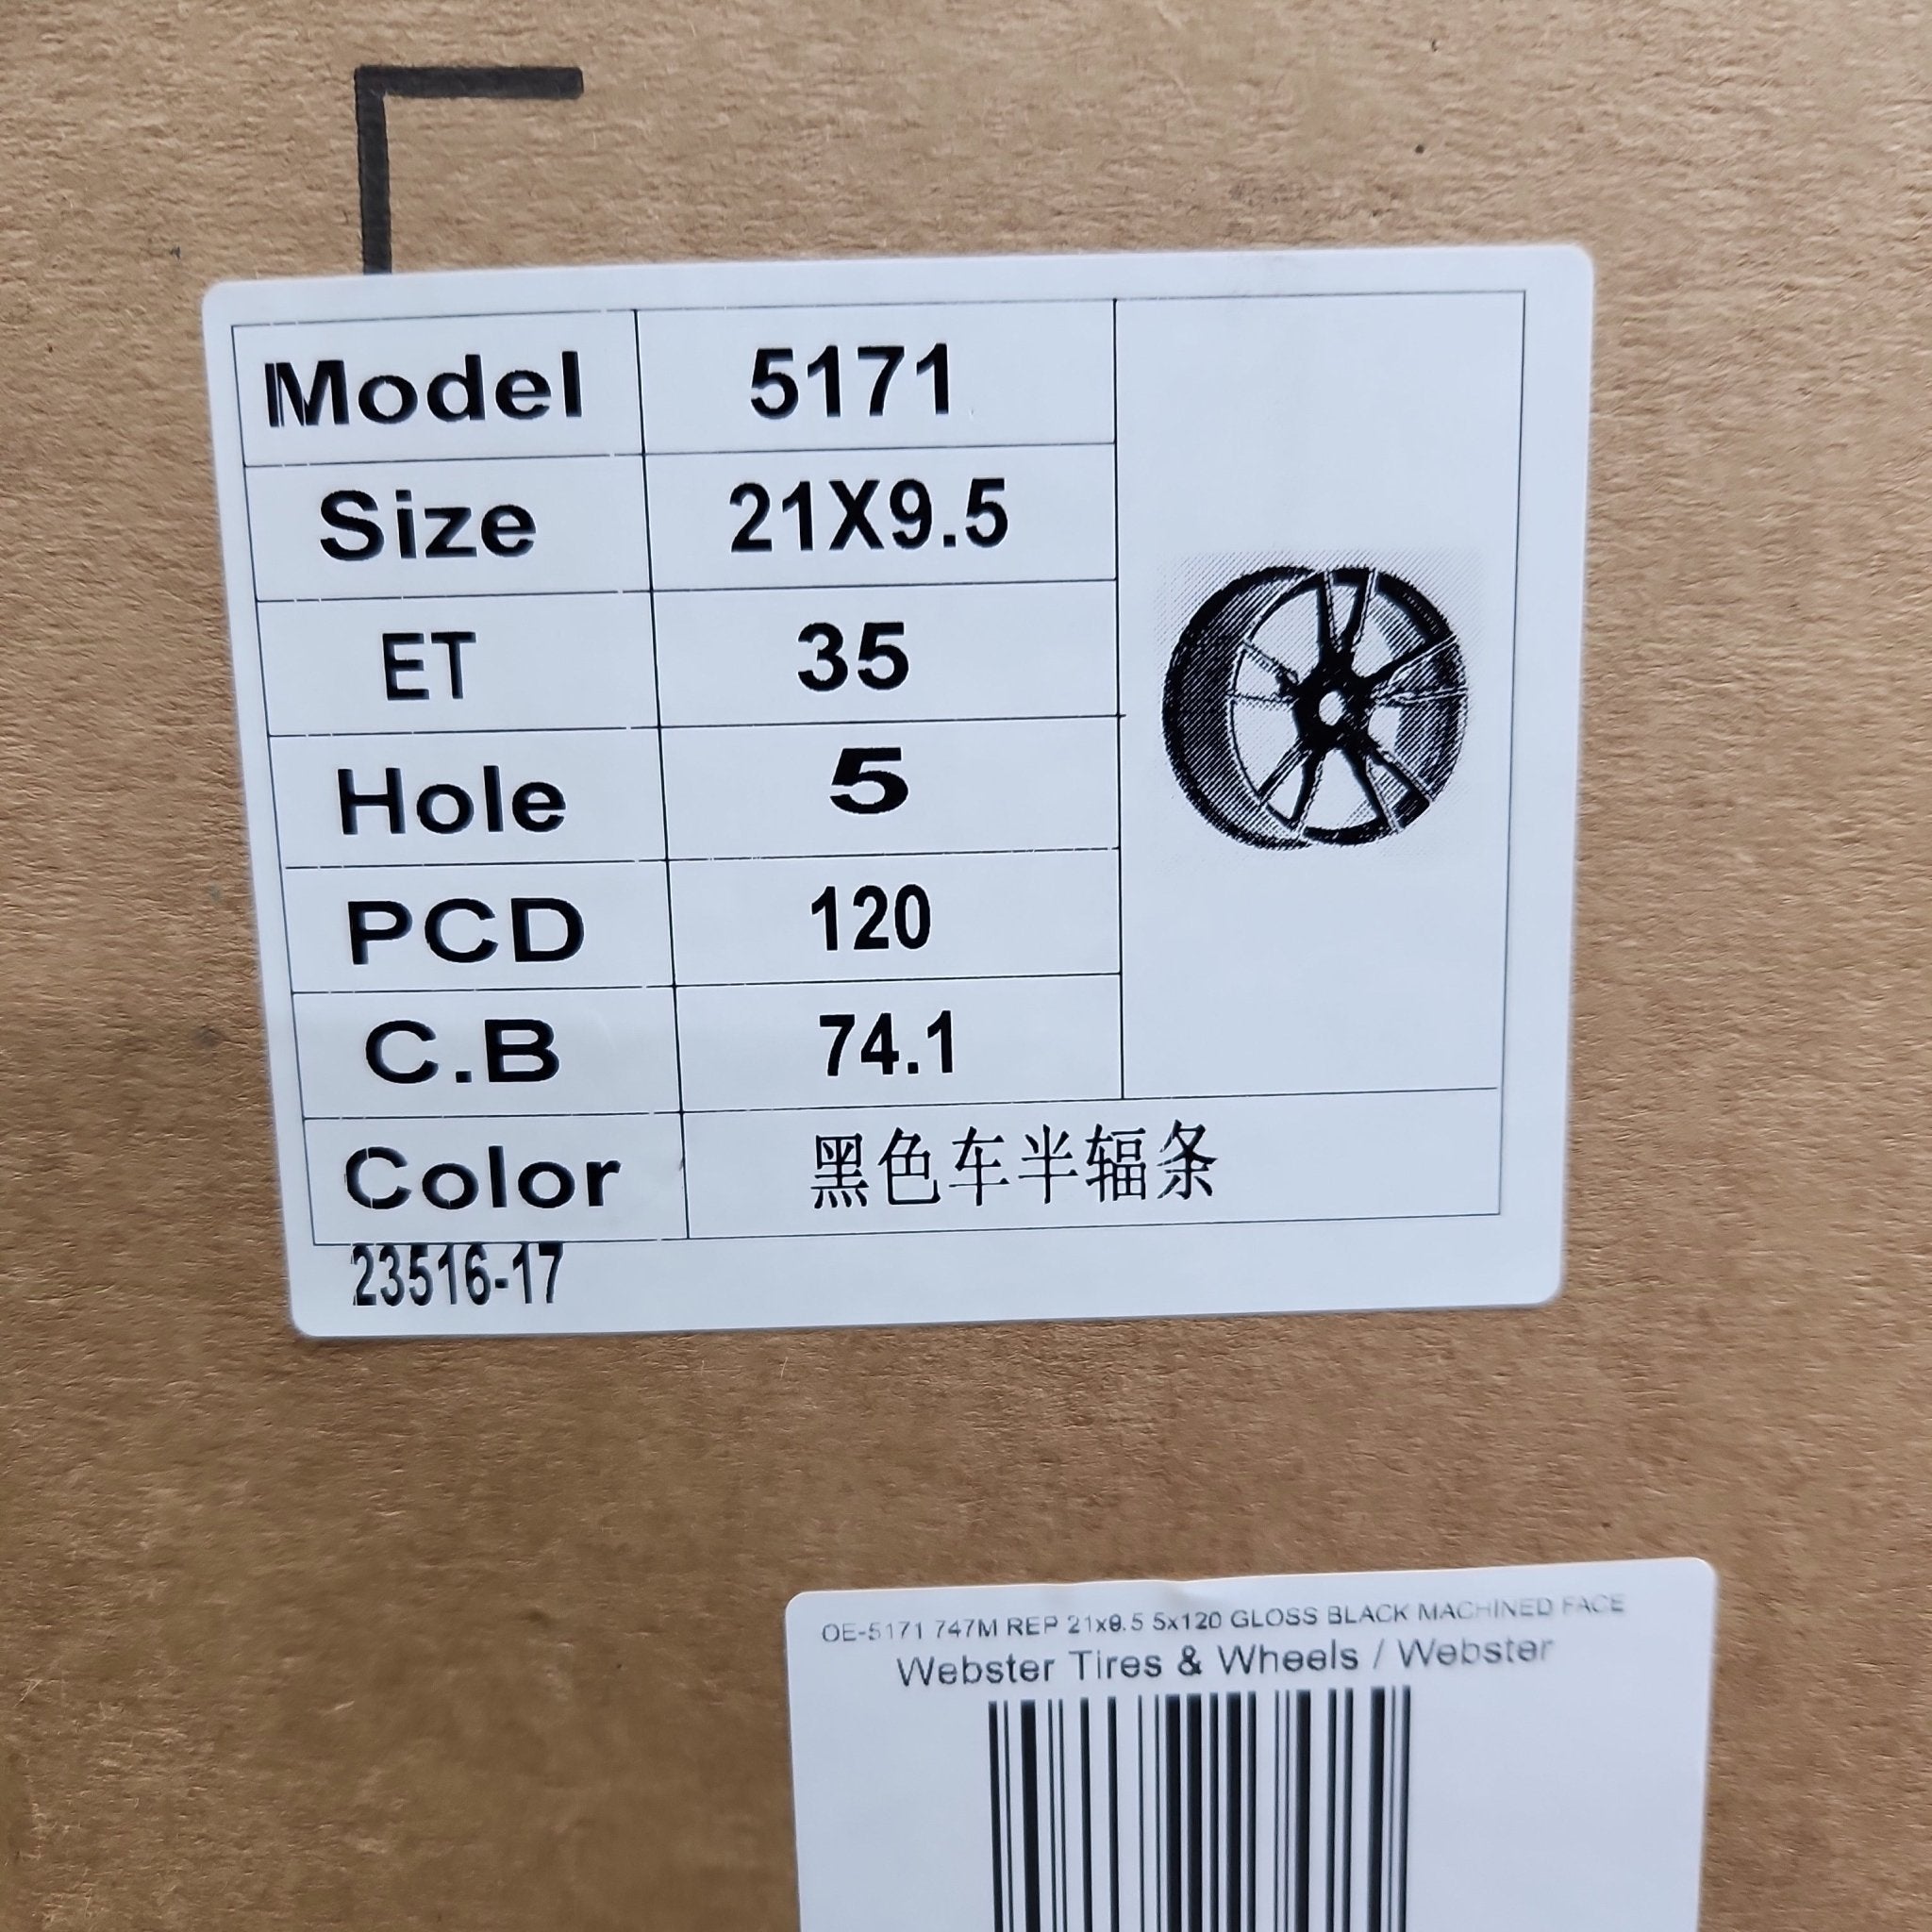 Model 5171
Size 21X9.5
ET 35
Hole 5
PCD 120
C.B 74.1
Color 黑色车半辐条
23516-17
OE-5171 747M REP 21x9.5 5x120 GLOSS BLACK MACHINED FACE
Webster Tires & Wheels / Webster